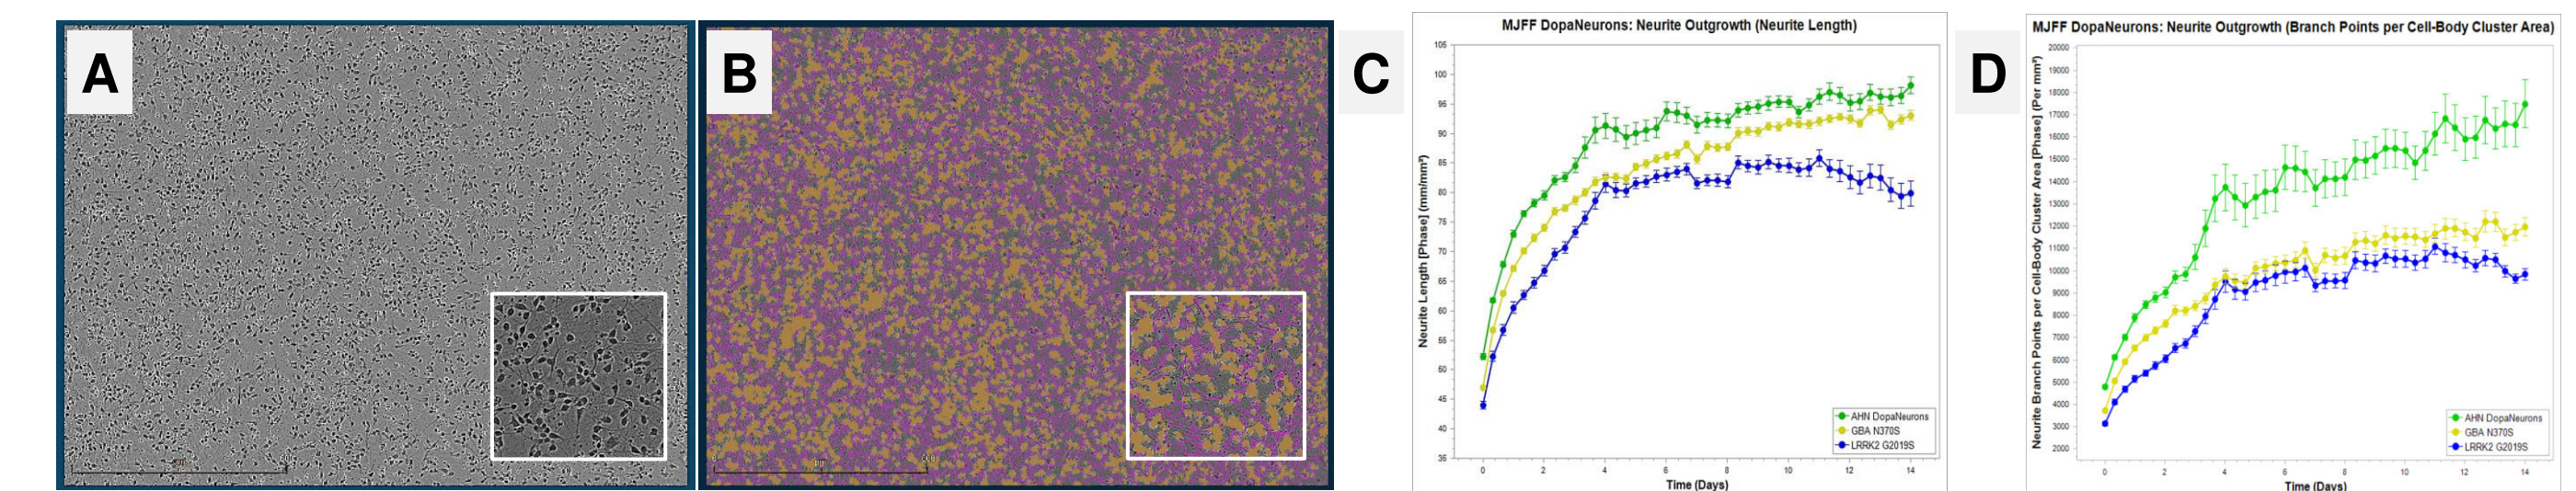 A
B
C
MJFF DopaNeurons: Neurite Outgrowth (Neurite Length)
Neurite Length [Phase] (mm/mm²)
105
100
95
90
85
80
75
70
65
60
55
50
45
40
35
0 2 4 6 8 10 12 14
Time (Days)
AHN DopaNeurons
GBA N370S
LRRK2 G2019S
D
MJFF DopaNeurons: Neurite Outgrowth (Branch Points per Cell-Body Cluster Area)
Neurite Branch Points per Cell-Body Cluster Area [Phase] (Per mm²)
20000
19000
18000
17000
16000
15000
14000
13000
12000
11000
10000
9000
8000
7000
6000
5000
4000
3000
2000
0 2 4 6 8 10 12 14
Time (Days)
AHN DopaNeurons
GBA N370S
LRRK2 G2019S